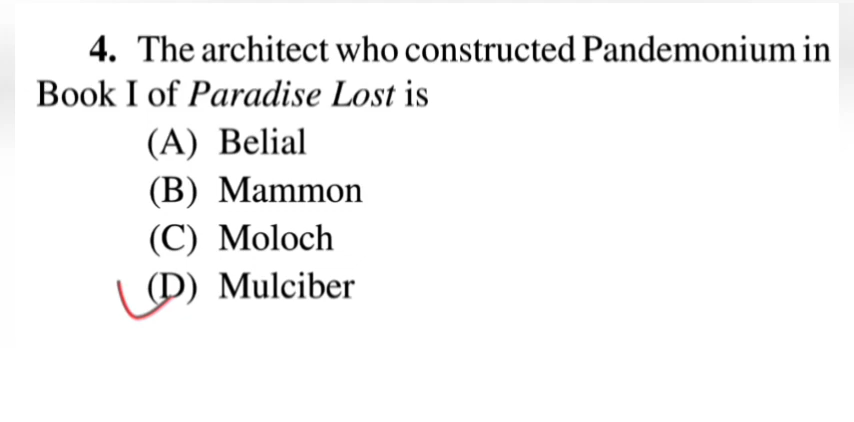 4. The architect who constructed Pandemonium in
Book I of Paradise Lost is
(A) Belial
(B) Mammon
(C) Moloch
(D) Mulciber